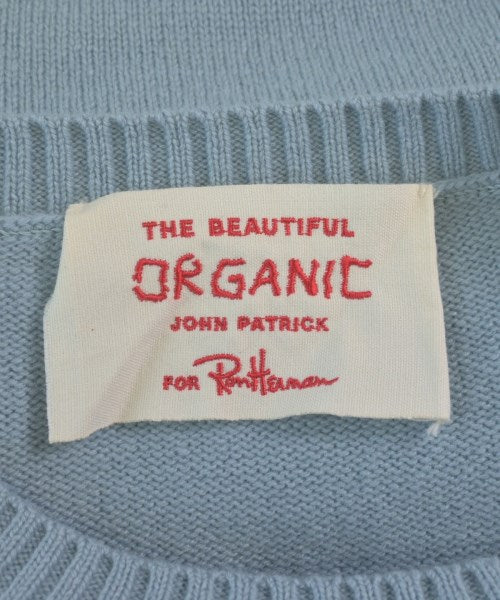 THE BEAUTIFUL
ORGANIC
JOHN PATRICK
FOR Ron Herman